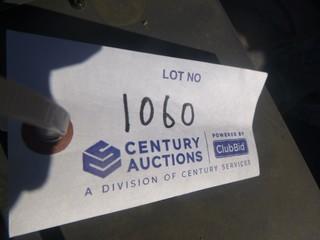 LOT NO
1060
CENTURY AUCTIONS
POWERED BY ClubBid
A DIVISION OF CENTURY SERVICES